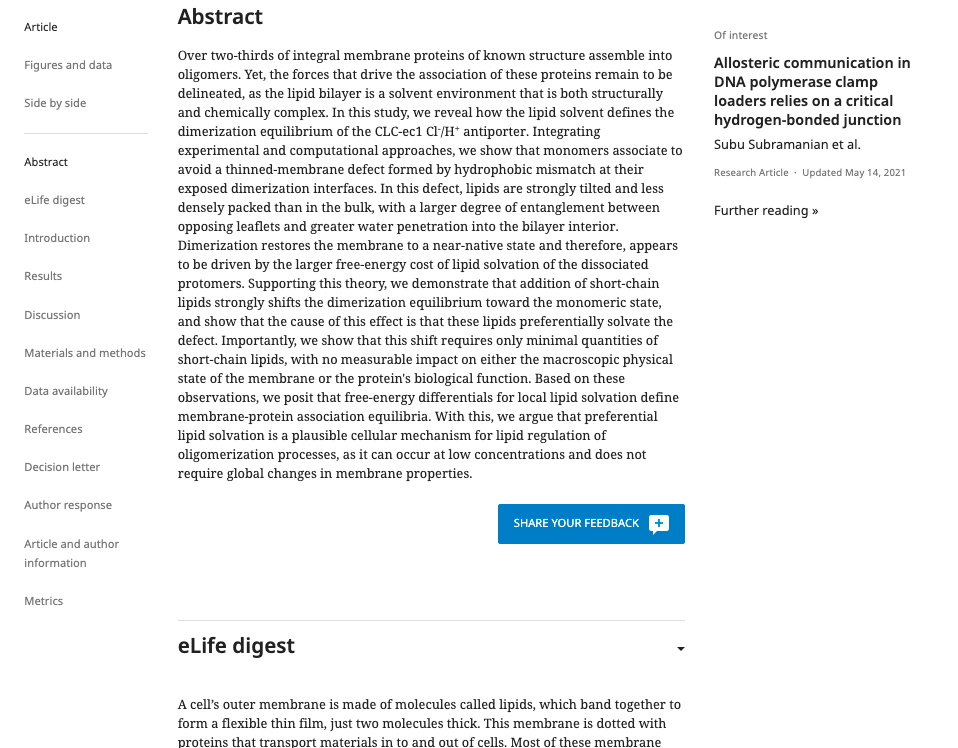 Article
Figures and data
Side by side
Abstract
eLife digest
Introduction
Results
Discussion
Materials and methods
Data availability
References
Decision letter
Author response
Article and author
information
Metrics
Abstract
Over two-thirds of integral membrane proteins of known structure assemble into
oligomers. Yet, the forces that drive the association of these proteins remain to be
delineated, as the lipid bilayer is a solvent environment that is both structurally
and chemically complex. In this study, we reveal how the lipid solvent defines the
dimerization equilibrium of the CLC-ec1 Cl⁻/H⁺ antiporter. Integrating
experimental and computational approaches, we show that monomers associate to
avoid a thinned-membrane defect formed by hydrophobic mismatch at their
exposed dimerization interfaces. In this defect, lipids are strongly tilted and less
densely packed than in the bulk, with a larger degree of entanglement between
opposing leaflets and greater water penetration into the bilayer interior.
Dimerization restores the membrane to a near-native state and therefore, appears
to be driven by the larger free-energy cost of lipid solvation of the dissociated
protomers. Supporting this theory, we demonstrate that addition of short-chain
lipids strongly shifts the dimerization equilibrium toward the monomeric state,
and show that the cause of this effect is that these lipids preferentially solvate the
defect. Importantly, we show that this shift requires only minimal quantities of
short-chain lipids, with no measurable impact on either the macroscopic physical
state of the membrane or the protein's biological function. Based on these
observations, we posit that free-energy differentials for local lipid solvation define
membrane-protein association equilibria. With this, we argue that preferential
lipid solvation is a plausible cellular mechanism for lipid regulation of
oligomerization processes, as it can occur at low concentrations and does not
require global changes in membrane properties.
SHARE YOUR FEEDBACK
eLife digest
A cell’s outer membrane is made of molecules called lipids, which band together to
form a flexible thin film, just two molecules thick. This membrane is dotted with
proteins that transport materials in to and out of cells. Most of these membrane
Of interest
Allosteric communication in
DNA polymerase clamp
loaders relies on a critical
hydrogen-bonded junction
Subu Subramanian et al.
Research Article · Updated May 14, 2021
Further reading »